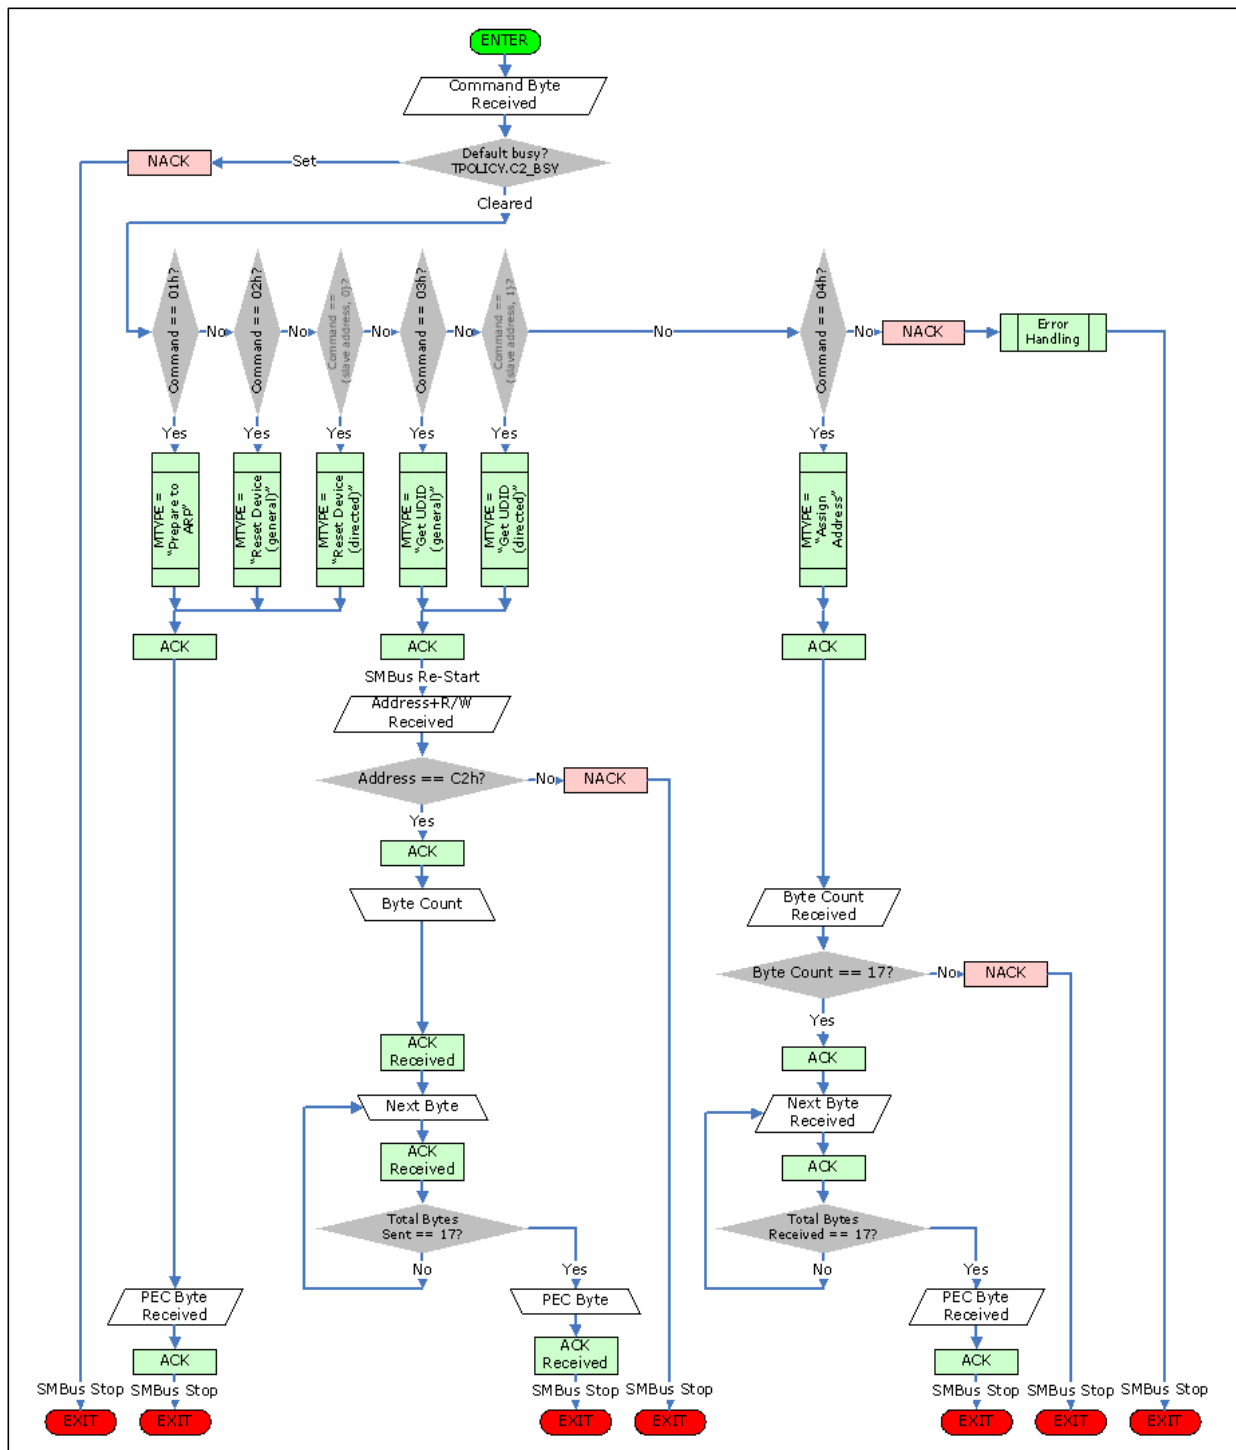 ENTER
Command Byte
Received
Default busy?
TPOLICY.C2_BSY
Set
NACK
Cleared
Command == 01h?
No
Command == 02h?
No
Command ==
{slave address, 0}?
No
Command == 03h?
No
Command ==
{slave address, 1}?
No
Command == 04h?
No
NACK
Error
Handling
Yes
Yes
Yes
Yes
Yes
Yes
MTYPE =
“Prepare to
ARP”
MTYPE =
“Reset Device
(general)”
MTYPE =
“Reset Device
(directed)”
MTYPE =
“Get UDID
(general)”
MTYPE =
“Get UDID
(directed)”
MTYPE =
“Assign
Address”
ACK
ACK
ACK
SMBus Re-Start
Address+R/W
Received
Address == C2h?
No
NACK
Yes
ACK
Byte Count
Byte Count
Received
Byte Count == 17?
No
NACK
Yes
ACK
Received
ACK
Next Byte
Next Byte
Received
ACK
Received
ACK
Total Bytes
Sent == 17?
Total Bytes
Received == 17?
No
Yes
No
Yes
PEC Byte
Received
PEC Byte
PEC Byte
Received
ACK
ACK
Received
ACK
SMBus Stop
SMBus Stop
SMBus Stop
SMBus Stop
SMBus Stop
SMBus Stop
SMBus Stop
EXIT
EXIT
EXIT
EXIT
EXIT
EXIT
EXIT